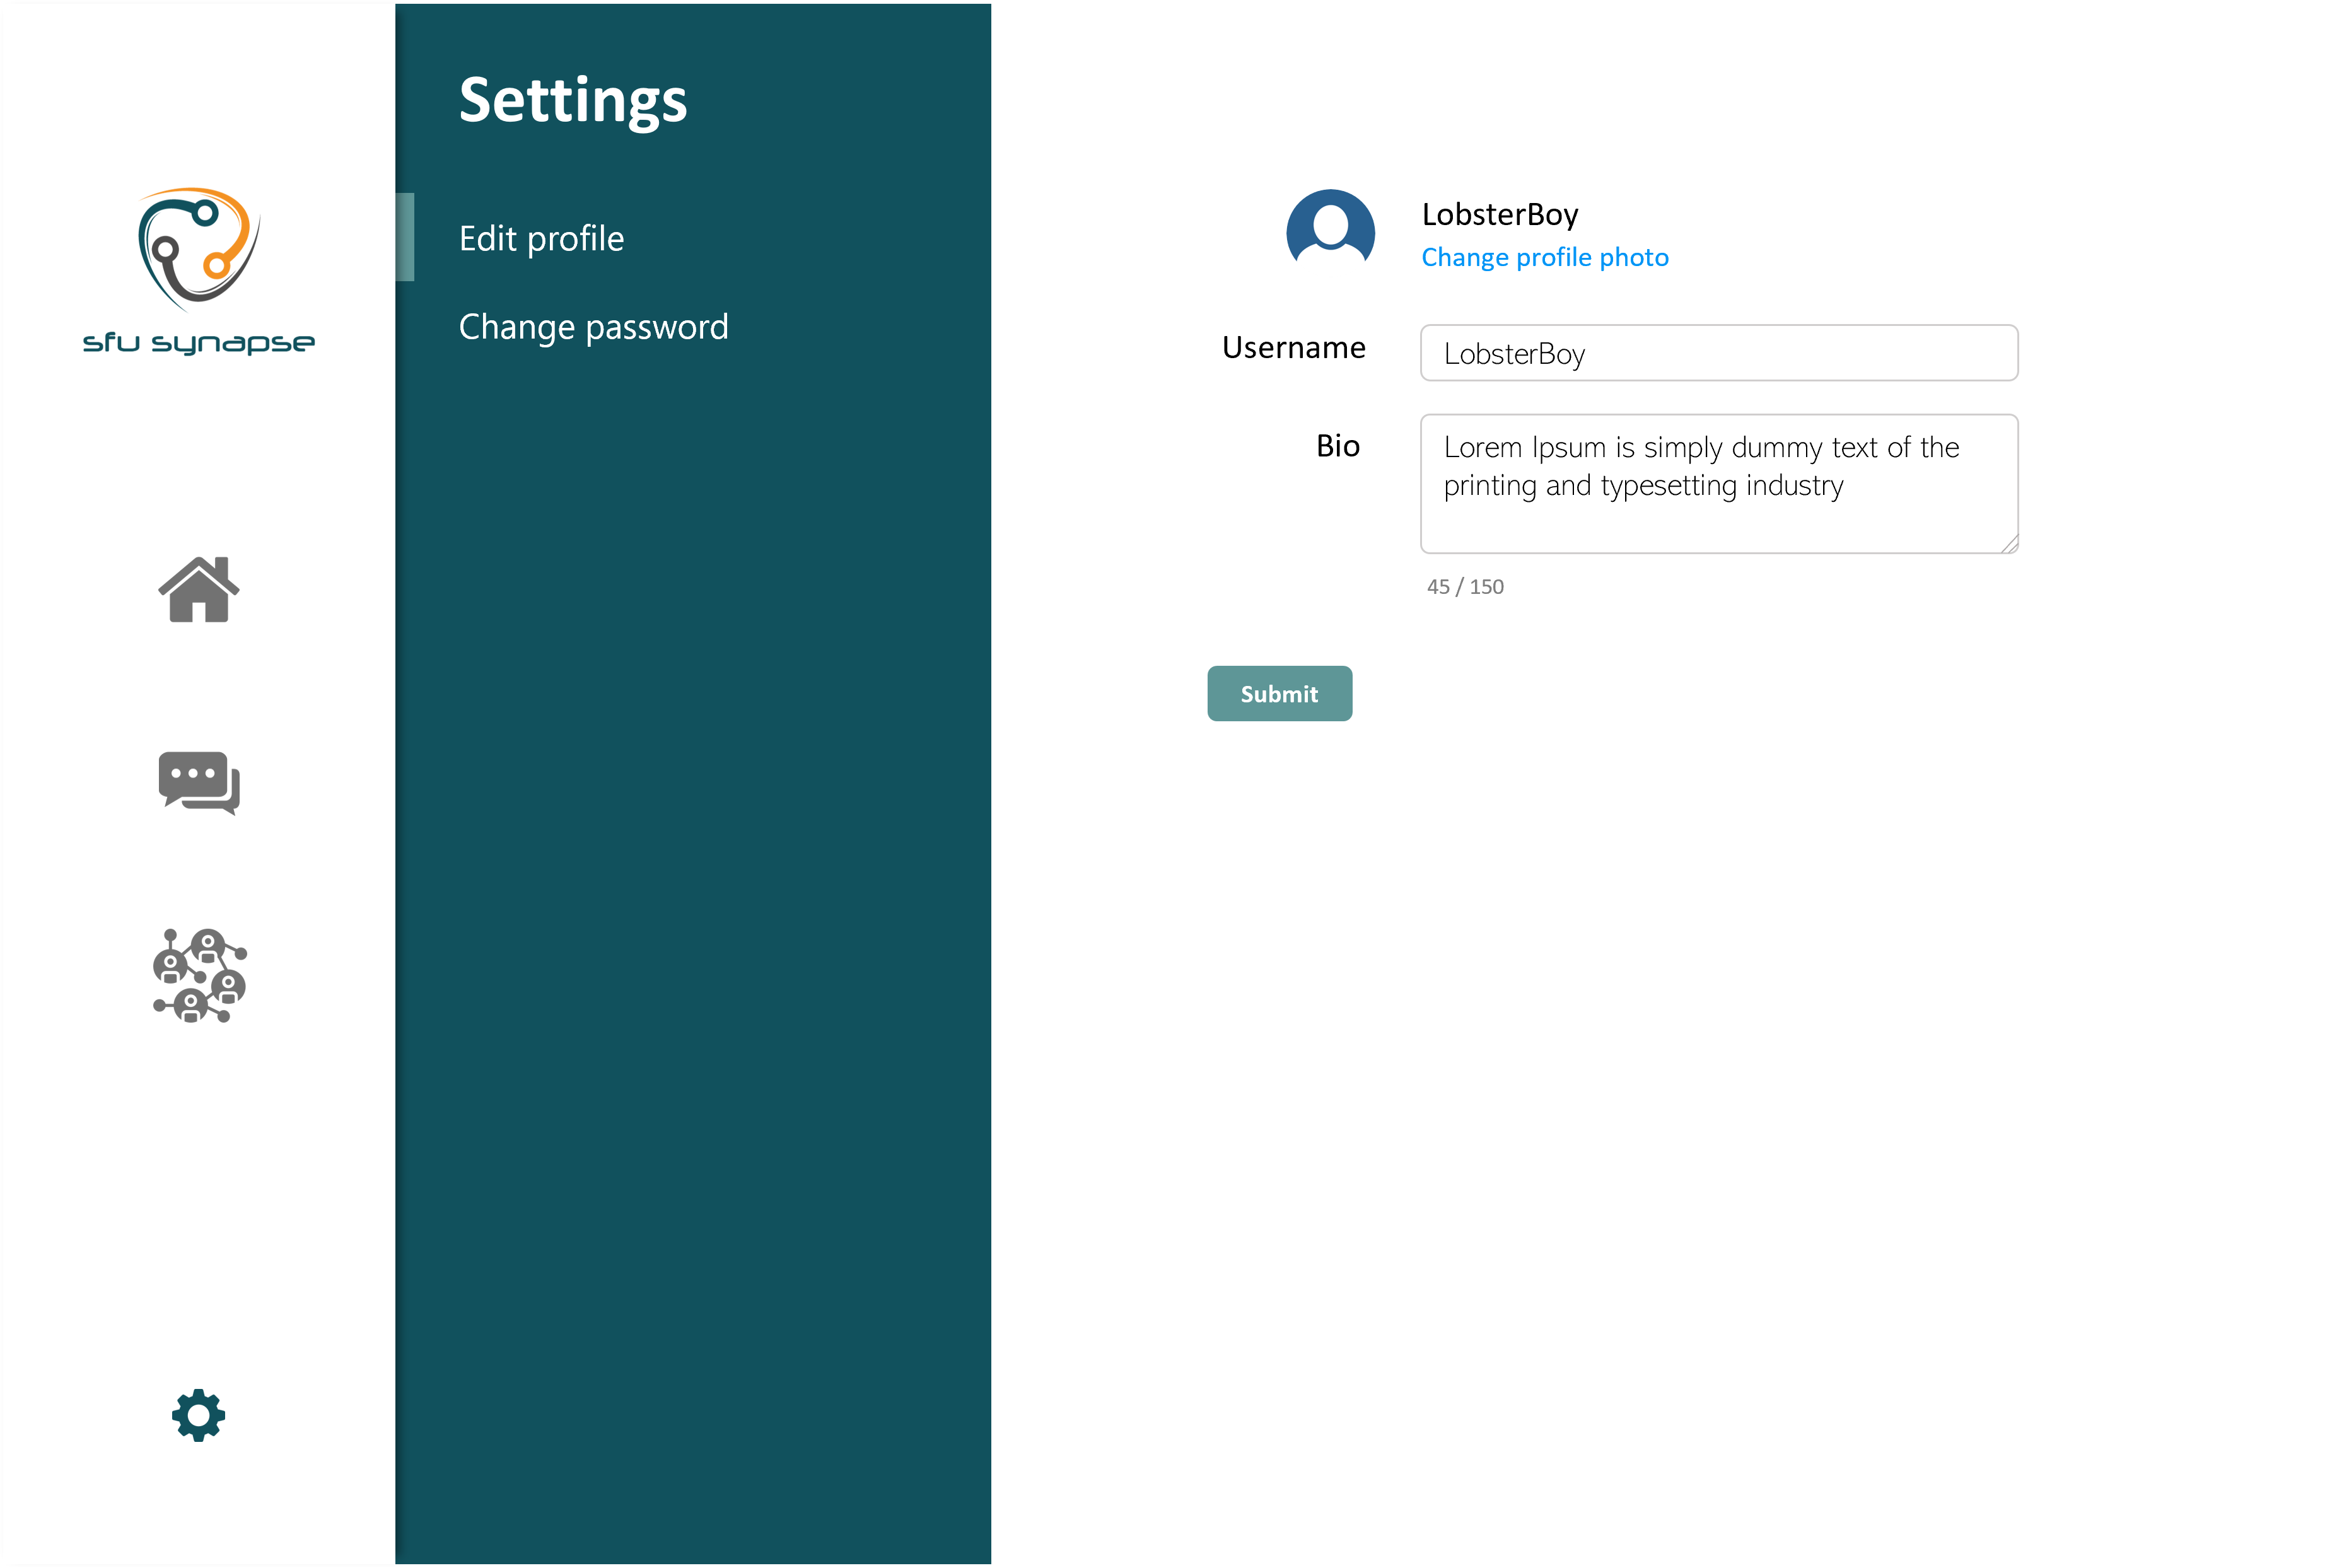 sfu synapse
Settings
Edit profile
Change password
LobsterBoy
Change profile photo
Username
LobsterBoy
Bio
Lorem Ipsum is simply dummy text of the
printing and typesetting industry
45 / 150
Submit